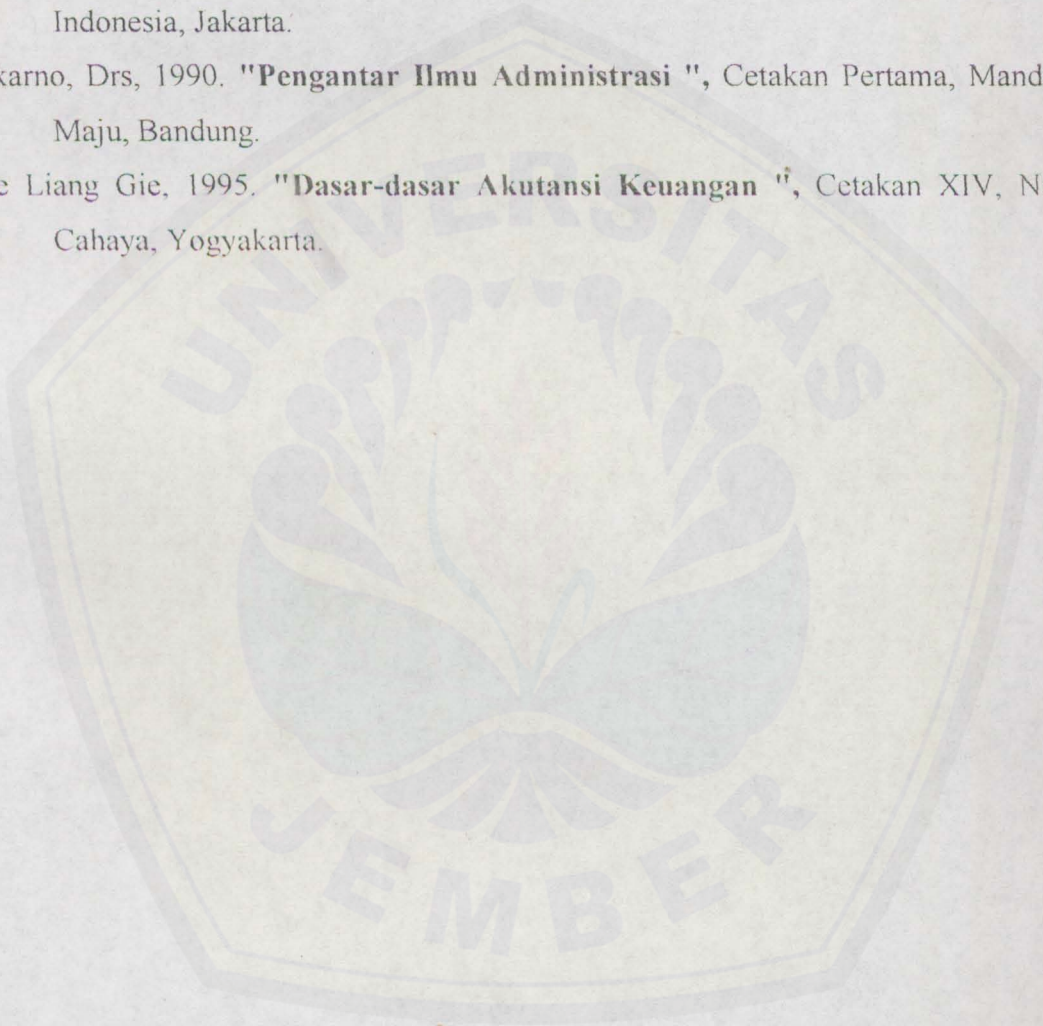 Indonesia, Jakarta.
karno, Drs, 1990. "Pengantar Ilmu Administrasi ", Cetakan Pertama, Mand
Maju, Bandung.
e Liang Gie, 1995. "Dasar-dasar Akutansi Keuangan ", Cetakan XIV, N
Cahaya, Yogyakarta.
UNIVERSITAS
JEMBER